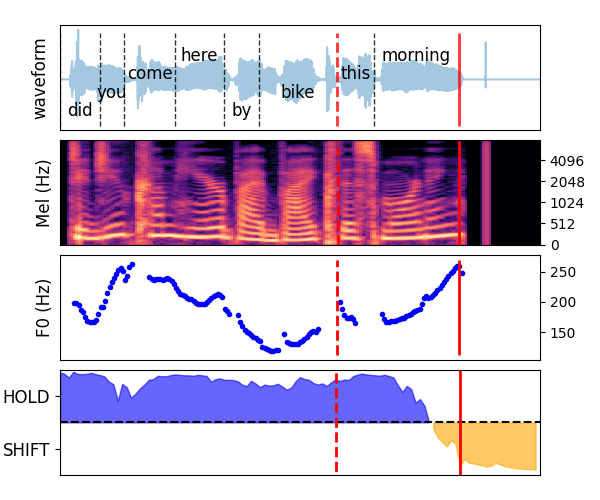 waveform
here
morning
come
this
you
bike
did
by
Mel (Hz)
4096
2048
1024
512
0
F0 (Hz)
250
200
150
HOLD
SHIFT